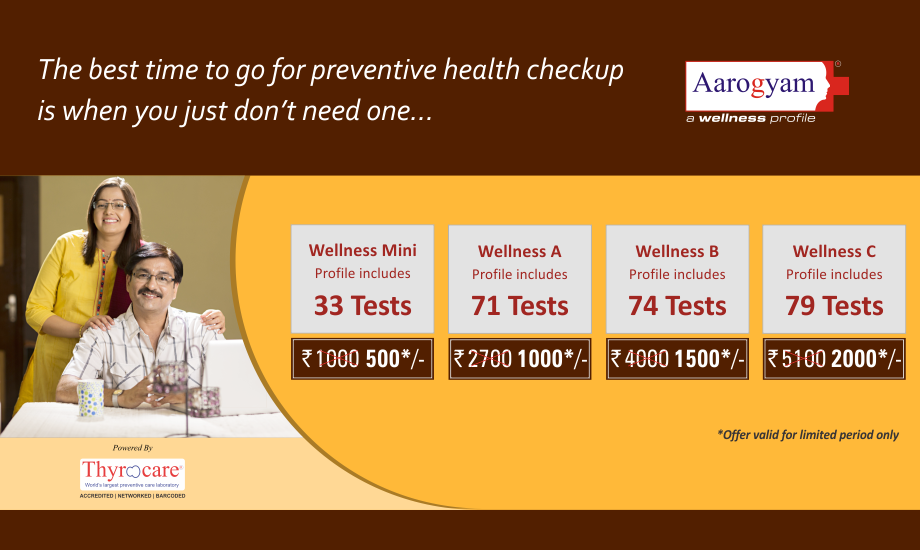 The best time to go for preventive health checkup
is when you just don’t need one...
Aarogyam®
a wellness profile
Wellness Mini
Profile includes
33 Tests
₹1000 500*/-
Wellness A
Profile includes
71 Tests
₹2700 1000*/-
Wellness B
Profile includes
74 Tests
₹4000 1500*/-
Wellness C
Profile includes
79 Tests
₹5100 2000*/-
*Offer valid for limited period only
Powered By
Thyrocare®
World's largest preventive care laboratory
ACCREDITED | NETWORKED | BARCODED